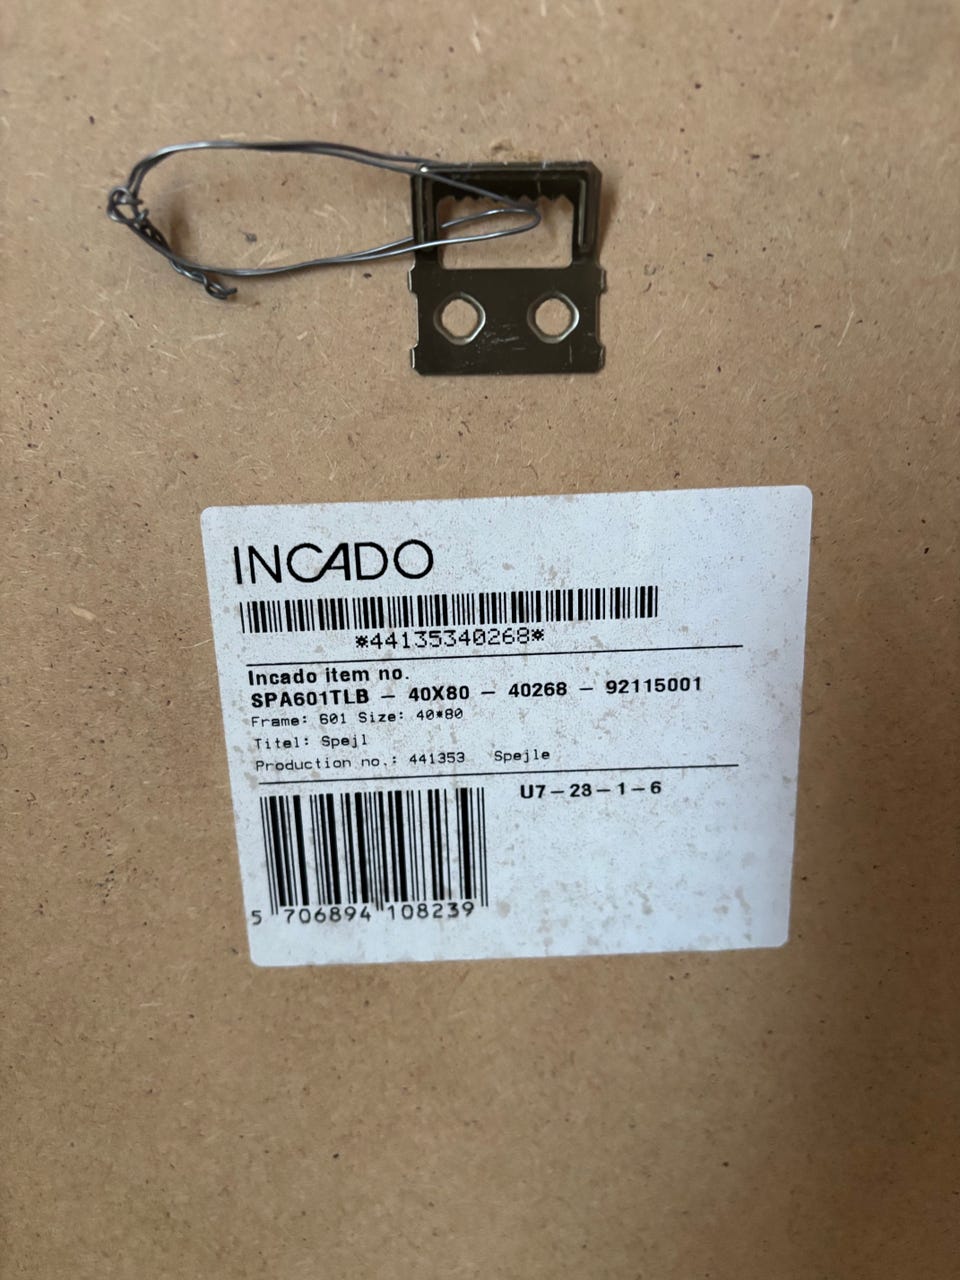 INCADO
*44135340268*
Incado item no.
SPA601TLB - 40X80 - 40268 - 92115001
Frame: 601 Size: 40*80
Titel: Spejl
Production no.: 441353 Spejle
U7-28-1-6
5 706894 108239